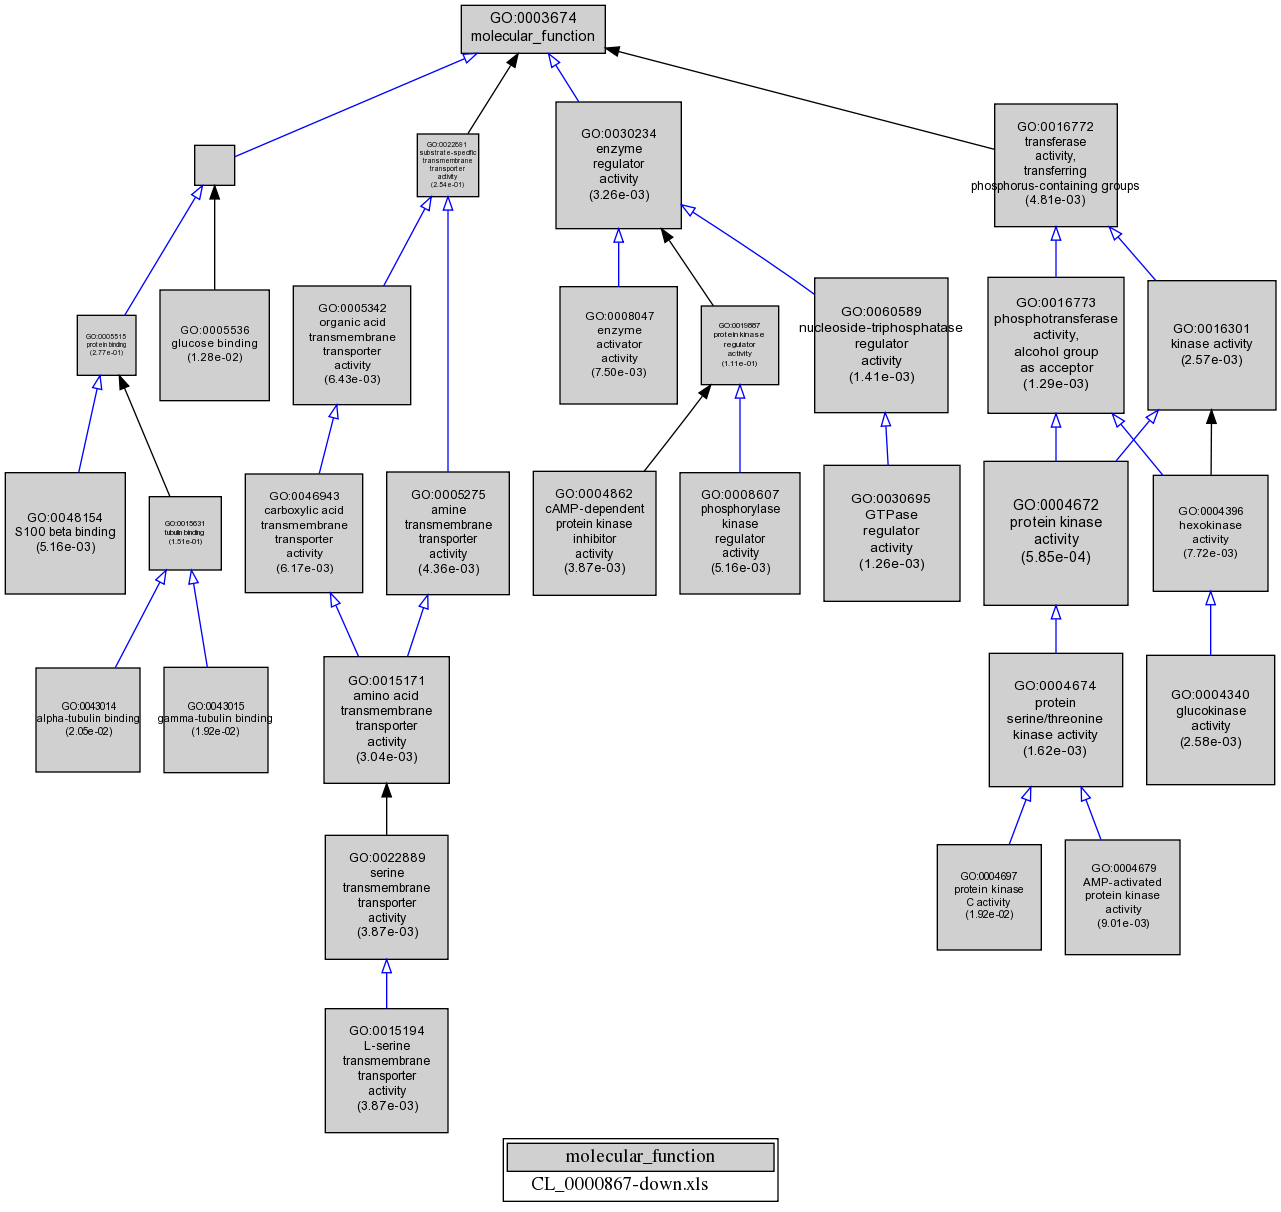 GO:0003674
molecular_function
GO:0022891
substrate-specific
transmembrane
transporter
activity
(2.54e-01)
GO:0030234
enzyme
regulator
activity
(3.26e-03)
GO:0016772
transferase
activity,
transferring
phosphorus-containing groups
(4.81e-03)
GO:0005515
protein binding
(2.77e-01)
GO:0005536
glucose binding
(1.28e-02)
GO:0005342
organic acid
transmembrane
transporter
activity
(6.43e-03)
GO:0008047
enzyme
activator
activity
(7.50e-03)
GO:0019887
protein kinase
regulator
activity
(1.11e-01)
GO:0060589
nucleoside-triphosphatase
regulator
activity
(1.41e-03)
GO:0016773
phosphotransferase
activity,
alcohol group
as acceptor
(1.29e-03)
GO:0016301
kinase activity
(2.57e-03)
GO:0048154
S100 beta binding
(5.16e-03)
GO:0015631
tubulin binding
(1.51e-01)
GO:0046943
carboxylic acid
transmembrane
transporter
activity
(6.17e-03)
GO:0005275
amine
transmembrane
transporter
activity
(4.36e-03)
GO:0004862
cAMP-dependent
protein kinase
inhibitor
activity
(3.87e-03)
GO:0008607
phosphorylase
kinase
regulator
activity
(5.16e-03)
GO:0030695
GTPase
regulator
activity
(1.26e-03)
GO:0004672
protein kinase
activity
(5.85e-04)
GO:0004396
hexokinase
activity
(7.72e-03)
GO:0043014
alpha-tubulin binding
(2.05e-02)
GO:0043015
gamma-tubulin binding
(1.92e-02)
GO:0015171
amino acid
transmembrane
transporter
activity
(3.04e-03)
GO:0004674
protein
serine/threonine
kinase activity
(1.62e-03)
GO:0004340
glucokinase
activity
(2.58e-03)
GO:0022889
serine
transmembrane
transporter
activity
(3.87e-03)
GO:0004697
protein kinase
C activity
(1.92e-02)
GO:0004679
AMP-activated
protein kinase
activity
(9.01e-03)
GO:0015194
L-serine
transmembrane
transporter
activity
(3.87e-03)
molecular_function
CL_0000867-down.xls